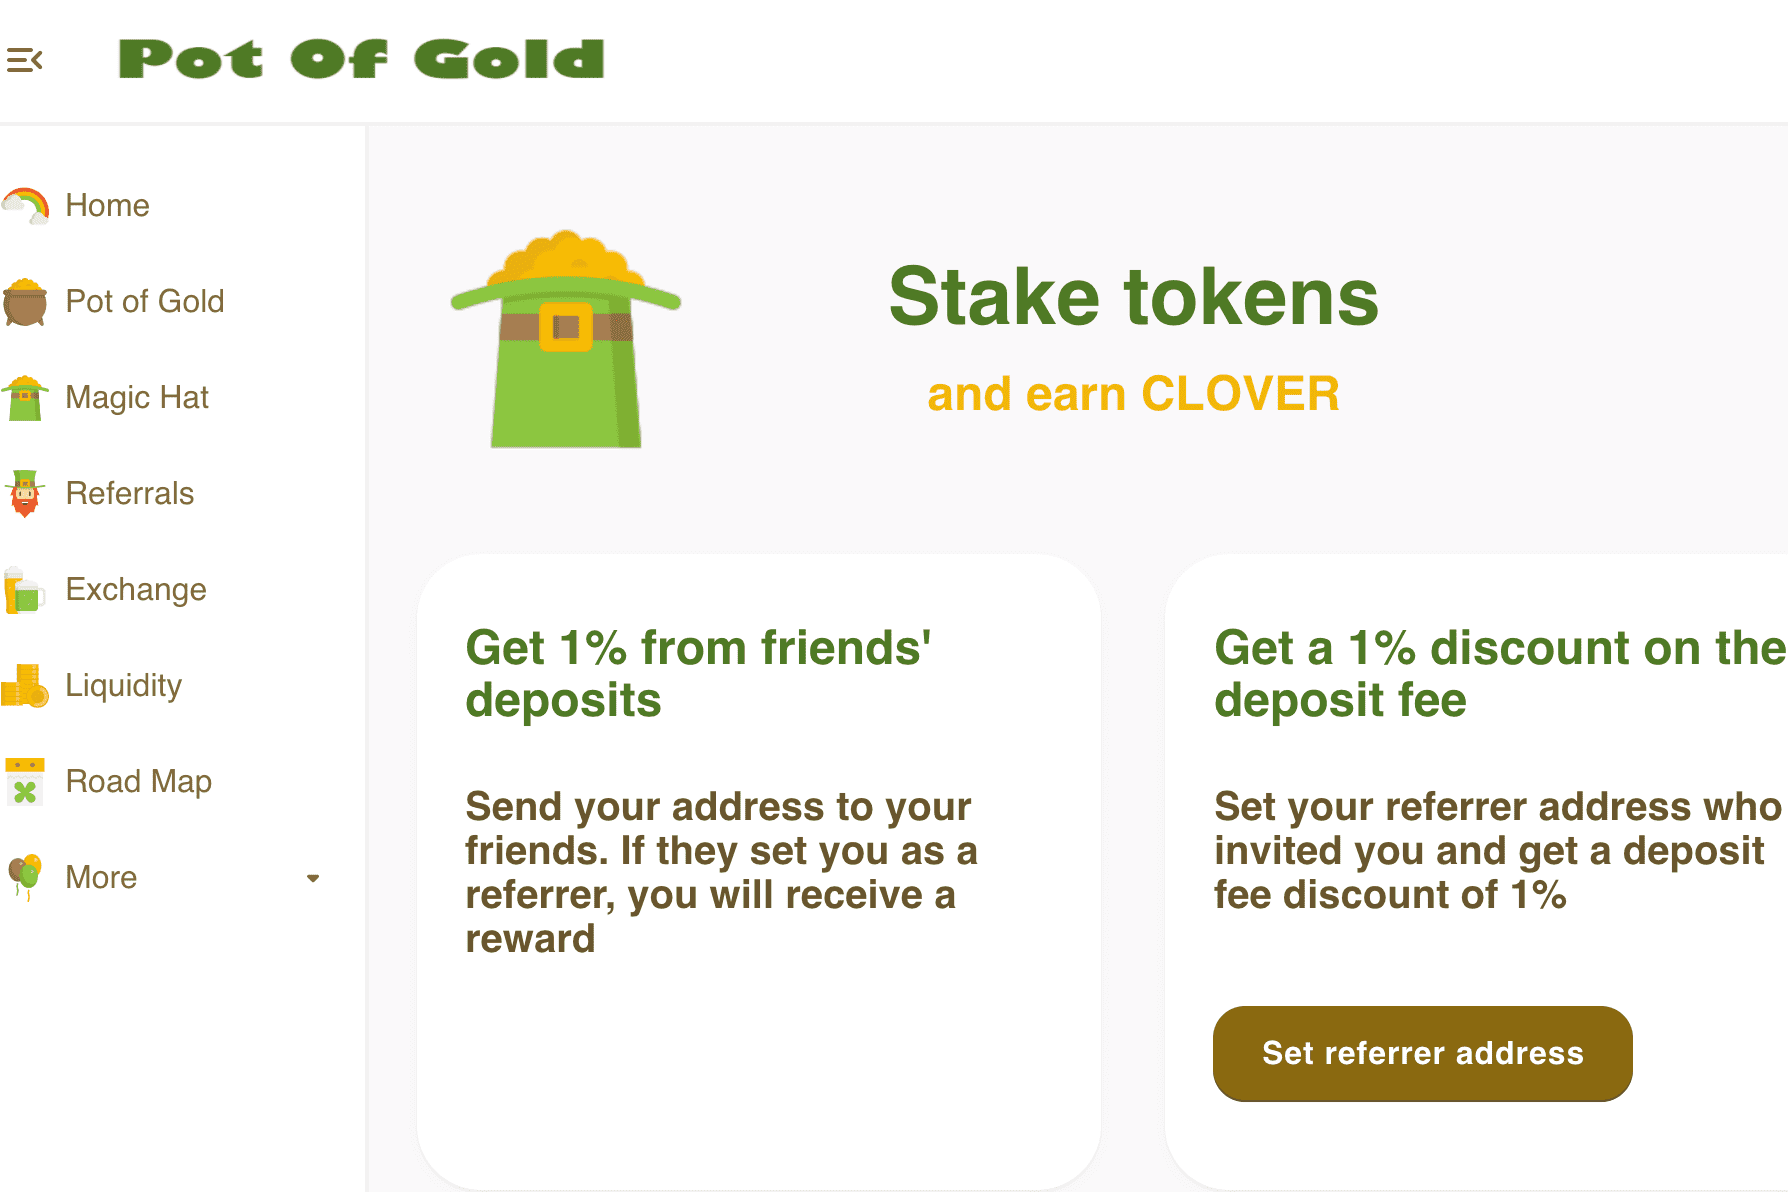 Pot Of Gold
Home
Pot of Gold
Magic Hat
Referrals
Exchange
Liquidity
Road Map
More
Stake tokens
and earn CLOVER
Get 1% from friends'
deposits
Send your address to your
friends. If they set you as a
referrer, you will receive a
reward
Get a 1% discount on the
deposit fee
Set your referrer address who
invited you and get a deposit
fee discount of 1%
Set referrer address